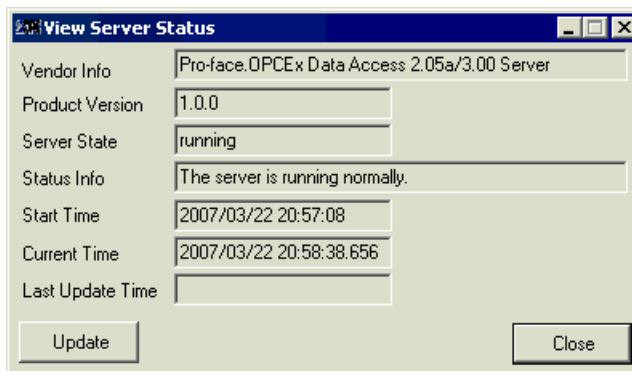 View Server Status
Vendor Info Pro-face.OPCEx Data Access 2.05a/3.00 Server
Product Version 1.0.0
Server State running
Status Info The server is running normally.
Start Time 2007/03/22 20:57:08
Current Time 2007/03/22 20:58:38.656
Last Update Time
Update Close